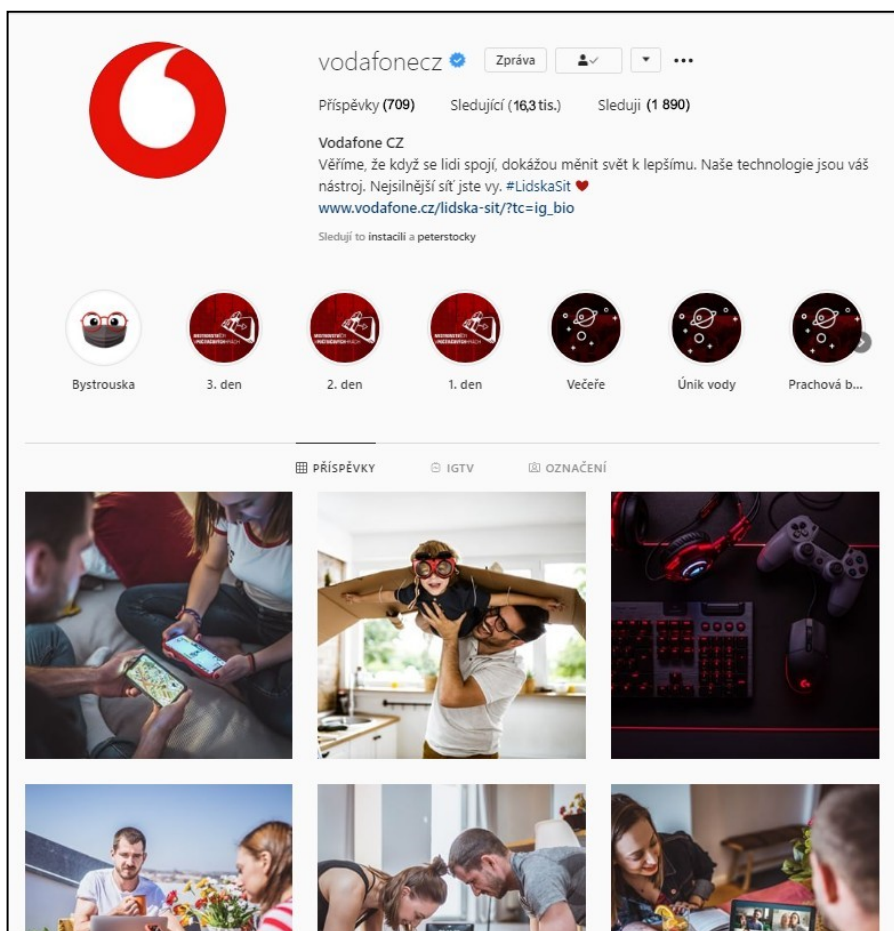 vodafonecz Zpráva
Příspěvky (709) Sledující (16,3 tis.) Sleduji (1 890)
Vodafone CZ
Věříme, že když se lidi spojí, dokážou měnit svět k lepšímu. Naše technologie jsou váš
nástroj. Nejsilnější síť jste vy. #LidskaSit ❤
www.vodafone.cz/lidska-sit/?tc=ig_bio
Sledují to instacili a peterstocky
Bystrouska 3. den 2. den 1. den Večeře Únik vody Prachová b...
PŘÍSPĚVKY IGTV OZNAČENÍ